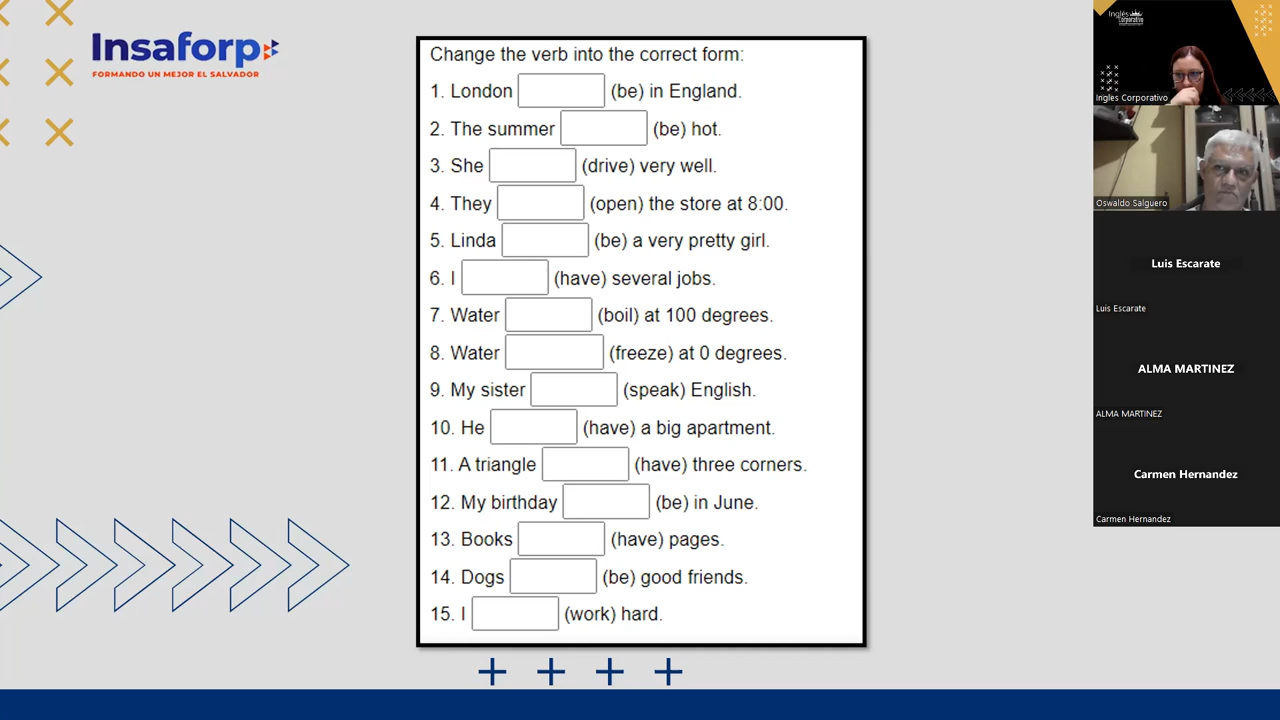 Insaforp
FORMANDO UN MEJOR EL SALVADOR
Change the verb into the correct form:
1. London (be) in England.
2. The summer (be) hot.
3. She (drive) very well.
4. They (open) the store at 8:00.
5. Linda (be) a very pretty girl.
6. I (have) several jobs.
7. Water (boil) at 100 degrees.
8. Water (freeze) at 0 degrees.
9. My sister (speak) English.
10. He (have) a big apartment.
11. A triangle (have) three corners.
12. My birthday (be) in June.
13. Books (have) pages.
14. Dogs (be) good friends.
15. I (work) hard.
Inglés
Corporativo
Ingles Corporativo
Oswaldo Salguero
Luis Escarate
Luis Escarate
ALMA MARTINEZ
ALMA MARTINEZ
Carmen Hernandez
Carmen Hernandez